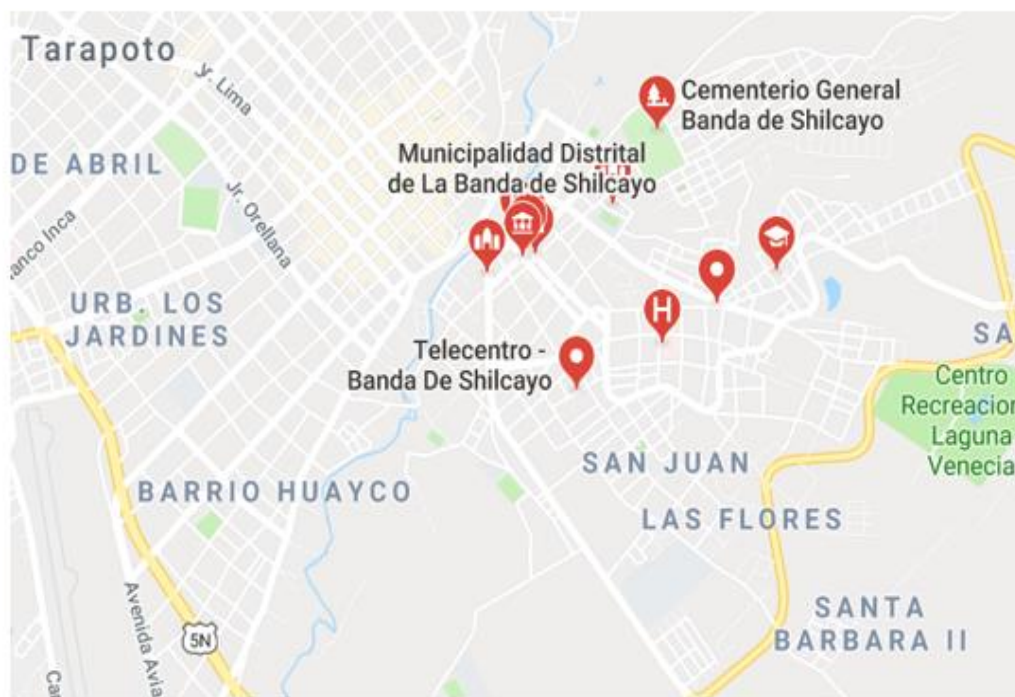 Tarapoto
Jr. Lima
Cementerio General
Banda de Shilcayo
Municipalidad Distrital
de La Banda de Shilcayo
DE ABRIL
Jr. Orellana
Inca
URB. LOS
JARDINES
H
SA
Telecentro -
Banda De Shilcayo
Centro
Recreacion
Laguna
Venecia
SAN JUAN
BARRIO HUAYCO
LAS FLORES
Avenida Avia
5N
SANTA
BARBARA II
Ca